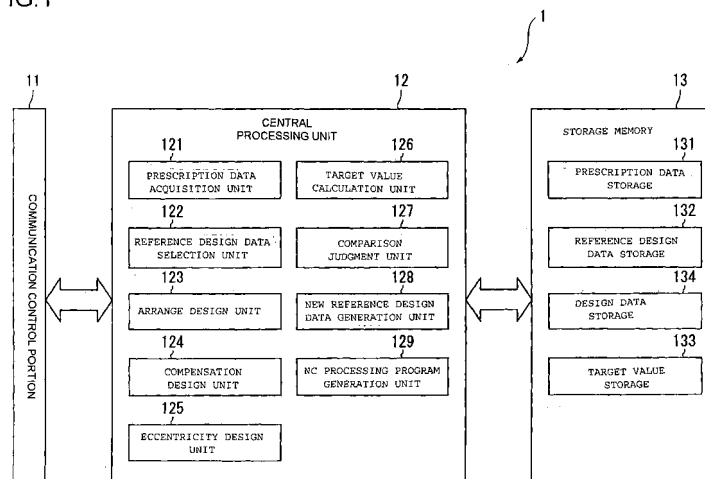 FIG. 1
1
11
12
13
COMMUNICATION CONTROL PORTION
CENTRAL
PROCESSING UNIT
121
PRESCRIPTION DATA
ACQUISITION UNIT
122
REFERENCE DESIGN DATA
SELECTION UNIT
123
ARRANGE DESIGN UNIT
124
COMPENSATION
DESIGN UNIT
125
ECCENTRICITY DESIGN
UNIT
126
TARGET VALUE
CALCULATION UNIT
127
COMPARISON
JUDGMENT UNIT
128
NEW REFERENCE DESIGN
DATA GENERATION UNIT
129
NC PROCESSING PROGRAM
GENERATION UNIT
STORAGE MEMORY
131
PRESCRIPTION DATA
STORAGE
132
REFERENCE DESIGN
DATA STORAGE
134
DESIGN DATA
STORAGE
133
TARGET VALUE
STORAGE